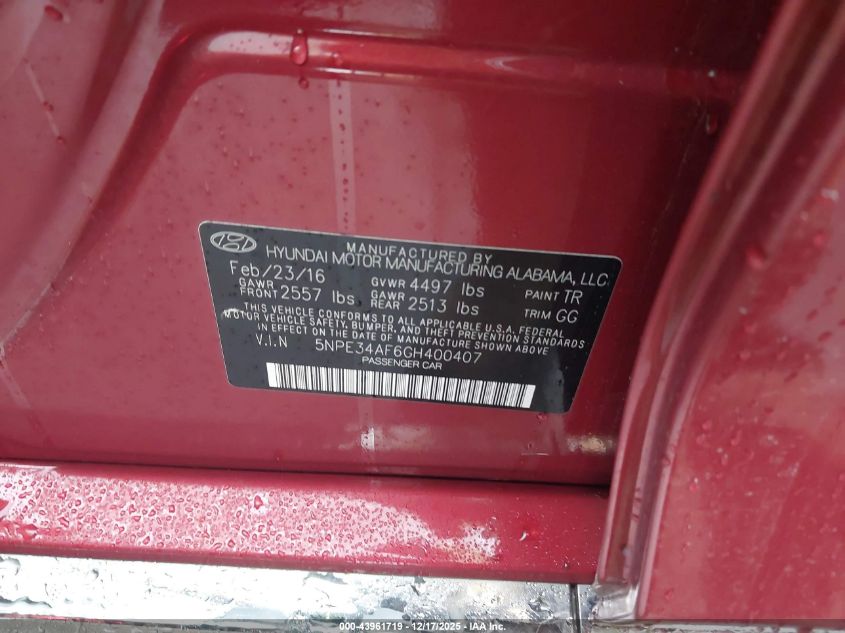 MANUFACTURED BY
HYUNDAI MOTOR MANUFACTURING ALABAMA, LLC
Feb/23/16 GVWR 4497 lbs PAINT TR
GAWR FRONT 2557 lbs GAWR REAR 2513 lbs TRIM GG
THIS VEHICLE CONFORMS TO ALL APPLICABLE U.S.A. FEDERAL
MOTOR VEHICLE SAFETY, BUMPER, AND THEFT PREVENTION STANDARDS
IN EFFECT ON THE DATE OF MANUFACTURE SHOWN ABOVE.
V.I.N 5NPE34AF6GH400407
PASSENGER CAR
000-43961719 - 12/17/2025 - IAA Inc.